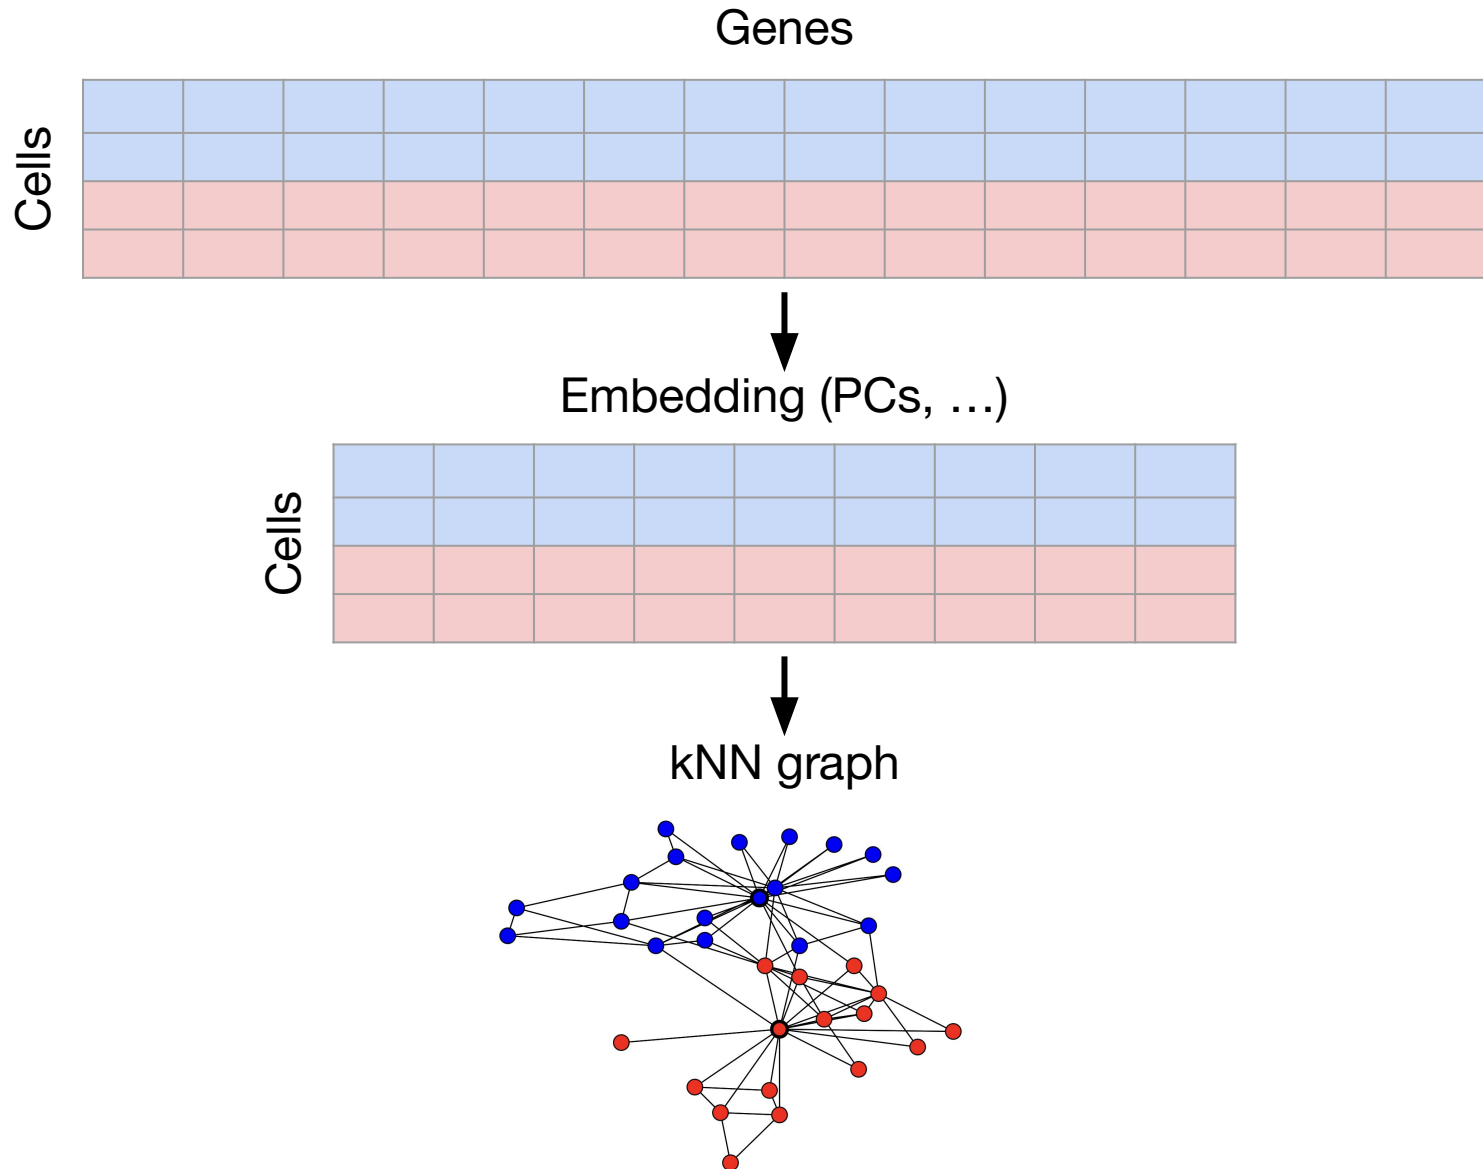 Genes
Cells
Embedding (PCs, …)
Cells
kNN graph